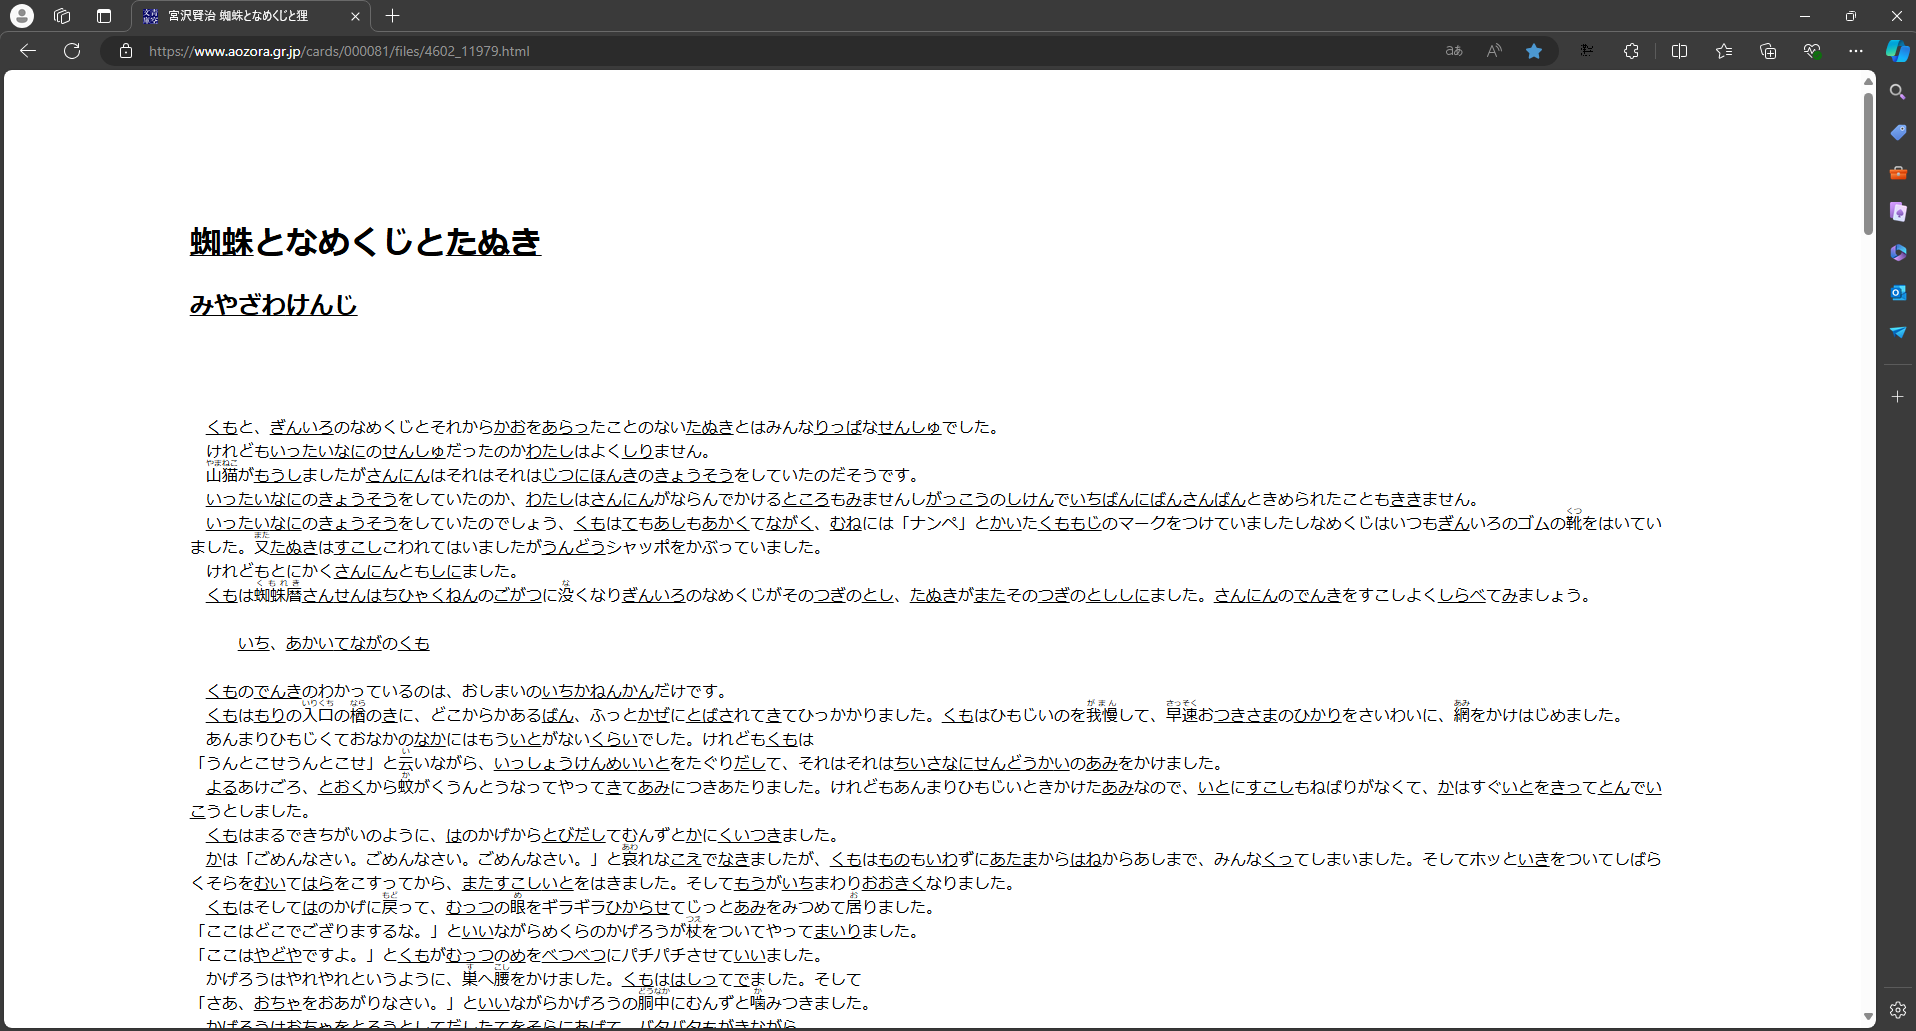 宮沢賢治 蜘蛛となめくじと狸
https://www.aozora.gr.jp/cards/000081/files/4602_11979.html
蜘蛛となめくじとたぬき
みやざわけんじ
くもと、ぎんいろのなめくじとそれからかおをあらったことのないたぬきとはみんなりっぱなせんしゅでした。
けれどもいったいなにのせんしゅだったのかわたしはよくしりません。
山猫がもうしましたがさんにんはそれはそれはじつにほんきのきょうそうをしていたのだそうです。
いったいなにのきょうそうをしていたのか、わたしはさんにんがならんでかけるところもみませんしがっこうのしけんでいちばんにばんさんばんときめられたこともききません。
いったいなにのきょうそうをしていたのでしょう、くもはてもあしもあかくてながく、むねには「ナンペ」とかいたくももじのマークをつけていましたしなめくじはいつもぎんいろのゴムの靴をはいてい
ました。又たぬきはすこしこわれてはいましたがうんどうシャッポをかぶっていました。
けれどもとにかくさんにんともしにました。
くもは蜘蛛暦さんせんはちひゃくねんのごがつに没くなりぎんいろのなめくじがそのつぎのとし、たぬきがまたそのつぎのとししにました。さんにんのでんきをすこしよくしらべてみましょう。
いち、あかいてながのくも
くものでんきのわかっているのは、おしまいのいちかねんかんだけです。
くもはもりの入口の楢のきに、どこからかあるばん、ふっとかぜにとばされてきてひっかかりました。くもはひもじいのを我慢して、早速おつきさまのひかりをさいわいに、網をかけはじめました。
あんまりひもじくておなかのなかにはもういとがないくらいでした。けれどもくもは
「うんとこせうんとこせ」と云いながら、いっしょうけんめいいとをたぐりだして、それはそれはちいさなにせんどうかいのあみをかけました。
よるあけごろ、とおくから蚊がくうんとうなってやってきてあみにつきあたりました。けれどもあんまりひもじいときかけたあみなので、いとにすこしもねばりがなくて、かはすぐいとをきってとんでい
こうとしました。
くもはまるできちがいのように、はのかげからとびだしてむんずとかにくいつきました。
かは「ごめんなさい。ごめんなさい。ごめんなさい。」と哀れなこえでなきましたが、くもはものもいわずにあたまからはねからあしまで、みんなくってしまいました。そしてホッといきをついてしばら
くそらをむいてはらをこすってから、またすこしいとをはきました。そしてもうがいちまわりおおきくなりました。
くもはそしてはのかげに戻って、むっつの眼をギラギラひからせてじっとあみをみつめて居りました。
「ここはどこでござりまするな。」といいながらめくらのかげろうが杖をついてやってまいりました。
「ここはやどやですよ。」とくもがむっつのめをべつべつにパチパチさせていいました。
かげろうはやれやれというように、巣へ腰をかけました。くもははしってでました。そして
「さあ、おちゃをおあがりなさい。」といいながらかげろうの胴中にむんずと噛みつきました。
かげろうはおちゃをとろうとしてだしたてをそらにあげて、バタバタもがきながら、